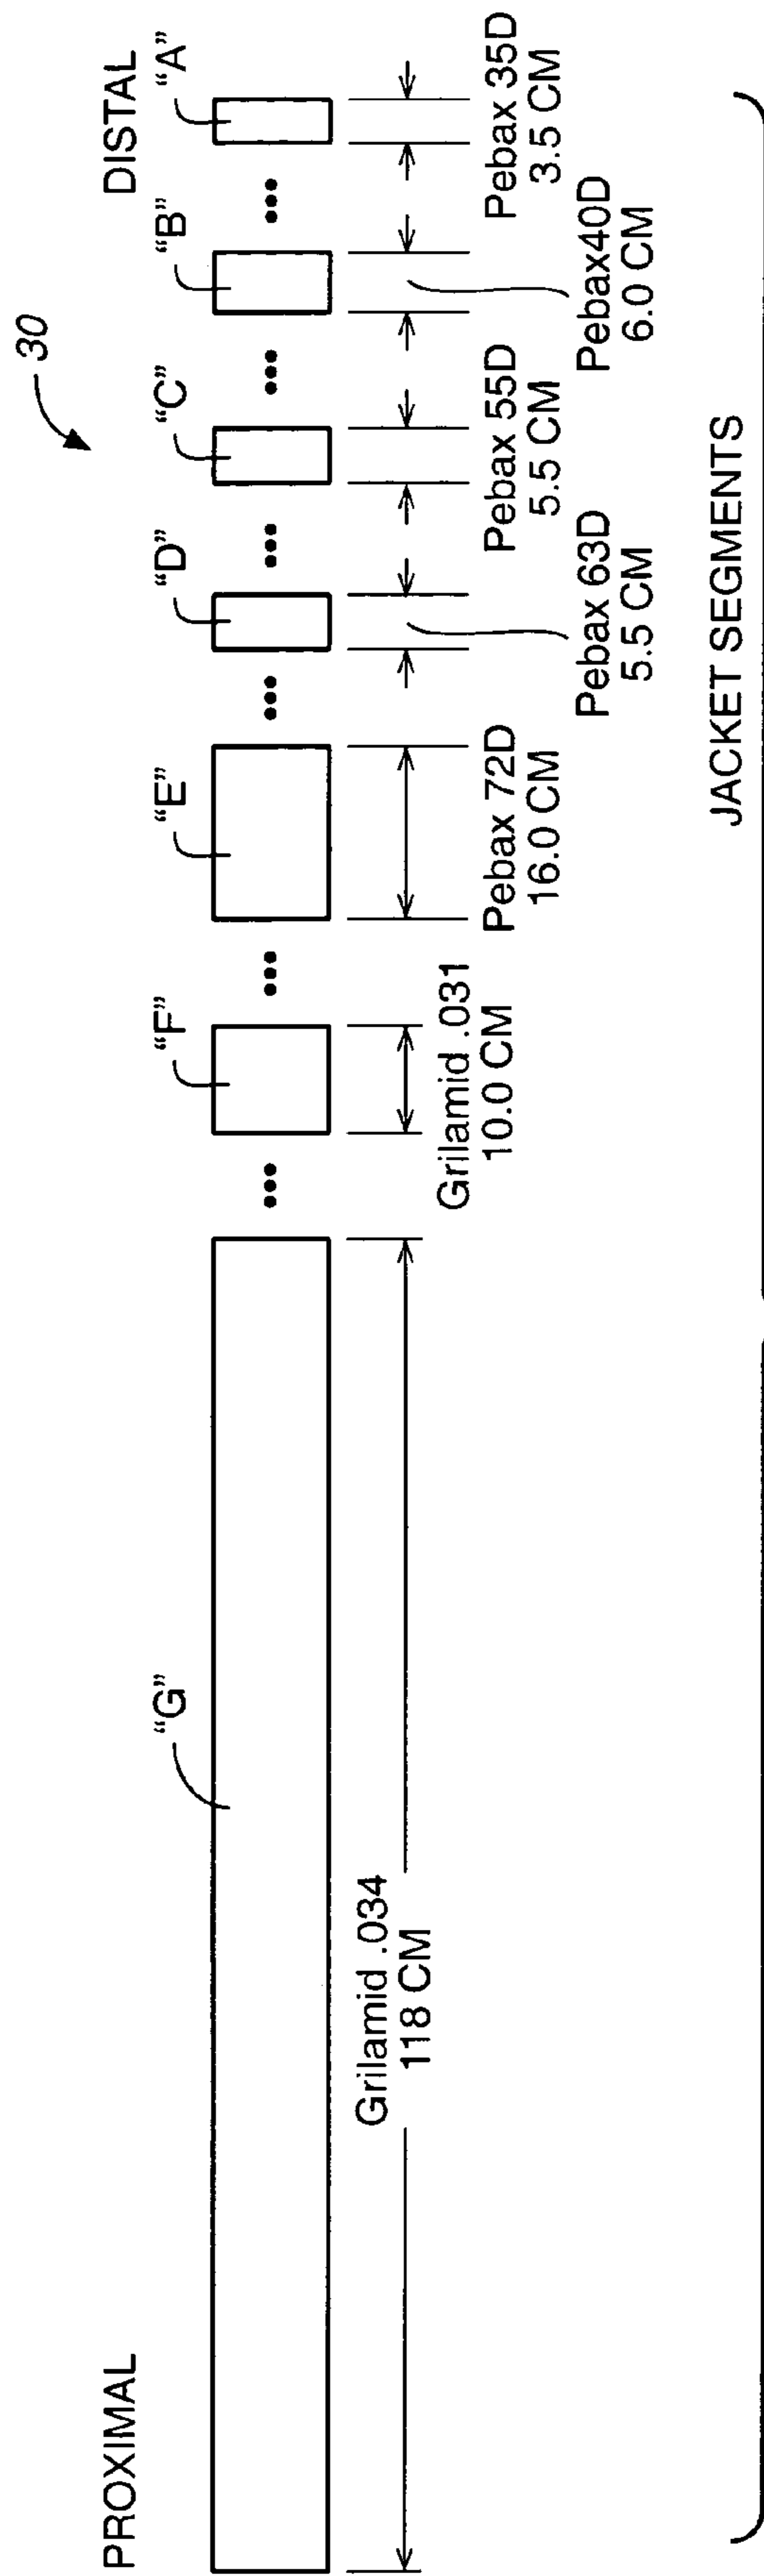 30
PROXIMAL
DISTAL
“G”
“F”
“E”
“D”
“C”
“B”
“A”
Grilamid .034
118 CM
Grilamid .031
10.0 CM
Pebax 72D
16.0 CM
Pebax 63D
5.5 CM
Pebax 55D
5.5 CM
Pebax40D
6.0 CM
Pebax 35D
3.5 CM
JACKET SEGMENTS